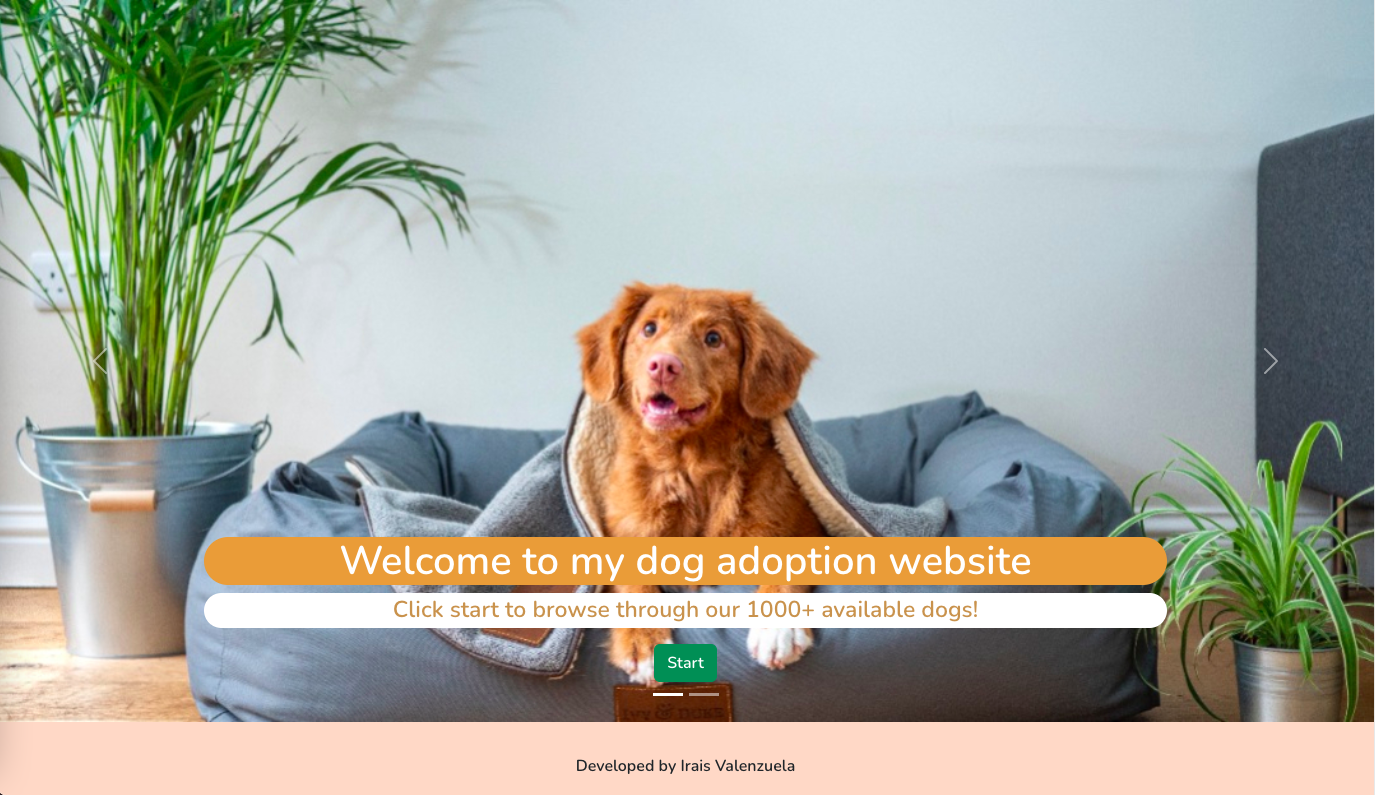 Welcome to my dog adoption website
Click start to browse through our 1000+ available dogs!
Start
Developed by Irais Valenzuela